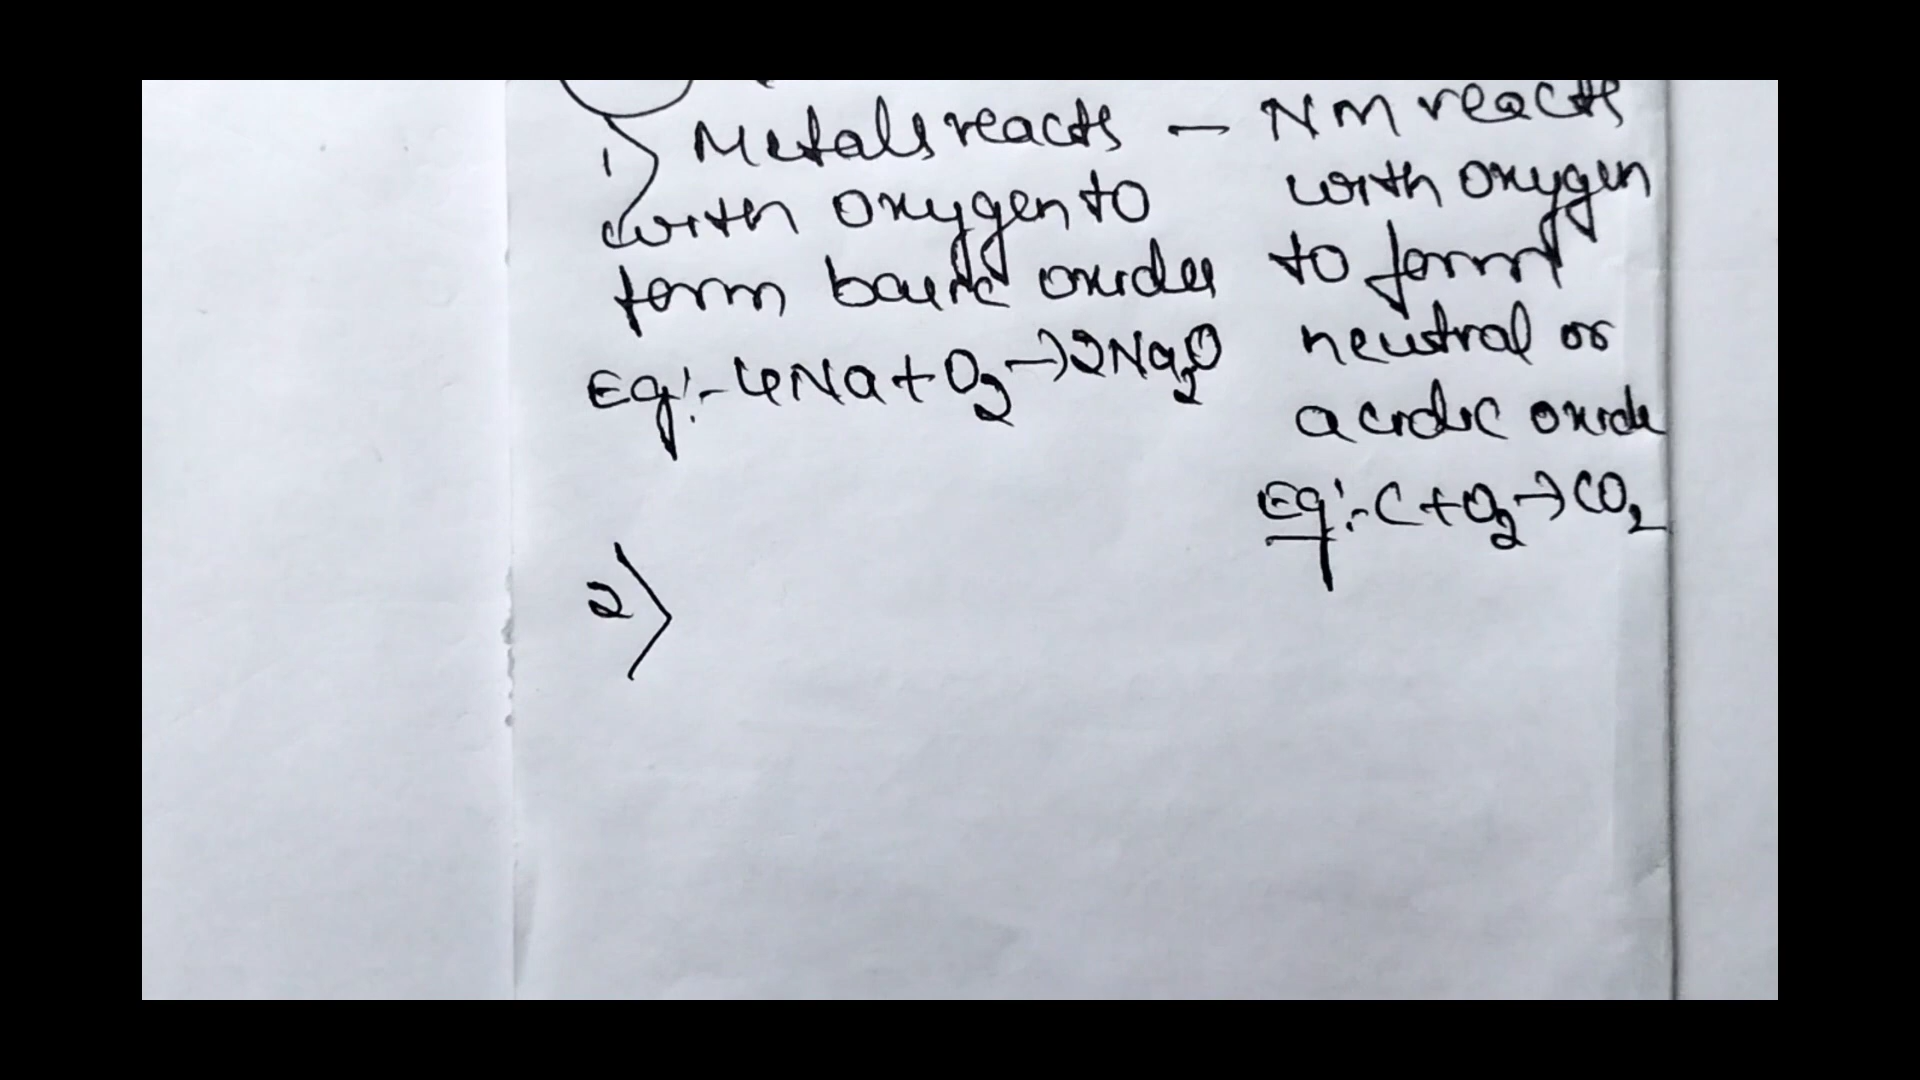 1) Metals reacts –
with oxygen to
form basic oxides
Eg:- 4Na + O2 → 2Na2O
NM reacts
with oxygen
to form
neutral or
acidic oxide
Eg:- C + O2 → CO2
2)